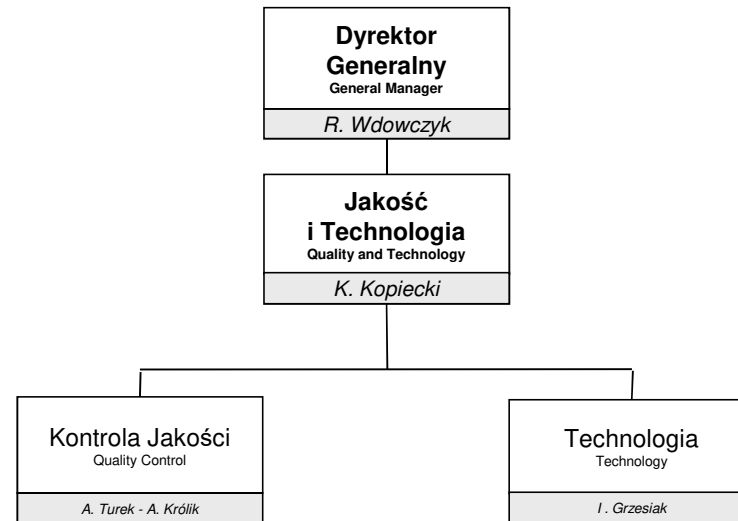 Dyrektor
Generalny
General Manager
R. Wdowczyk
Jakość
i Technologia
Quality and Technology
K. Kopiecki
Kontrola Jakości
Quality Control
A. Turek - A. Królik
Technologia
Technology
I . Grzesiak